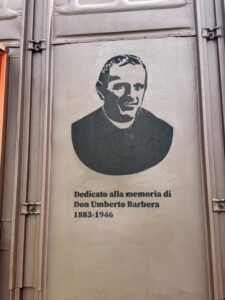 Dedicato alla memoria di
Don Umberto Barbera
1883-1946